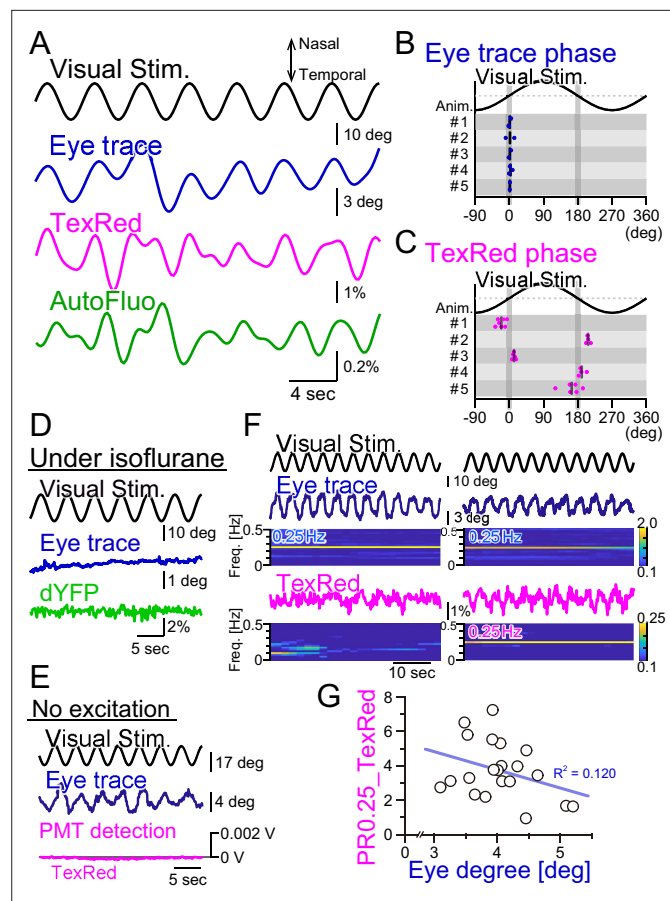 A
Nasal
Temporal
Visual Stim.
10 deg
Eye trace
3 deg
TexRed
1%
AutoFluo
0.2%
4 sec
B
Eye trace phase
Visual Stim.
Anim.
#1
#2
#3
#4
#5
-90 0 90 180 270 360
(deg)
C
TexRed phase
Visual Stim.
Anim.
#1
#2
#3
#4
#5
-90 0 90 180 270 360
(deg)
D
Under isoflurane
Visual Stim.
10 deg
Eye trace
1 deg
dYFP
2%
5 sec
E
No excitation
Visual Stim.
17 deg
Eye trace
4 deg
PMT detection
0.002 V
0 V
TexRed
5 sec
F
Visual Stim.
10 deg
Eye trace
3 deg
Freq. [Hz]
0.5
0
0.25Hz
0.5
0
0.25Hz
2.0
0.1
TexRed
1%
Freq. [Hz]
0.5
0
10 sec
0.5
0
0.25Hz
0.25
0.1
G
PR0.25_TexRed
8
6
4
2
0
R² = 0.120
0 3 4 5
Eye degree [deg]